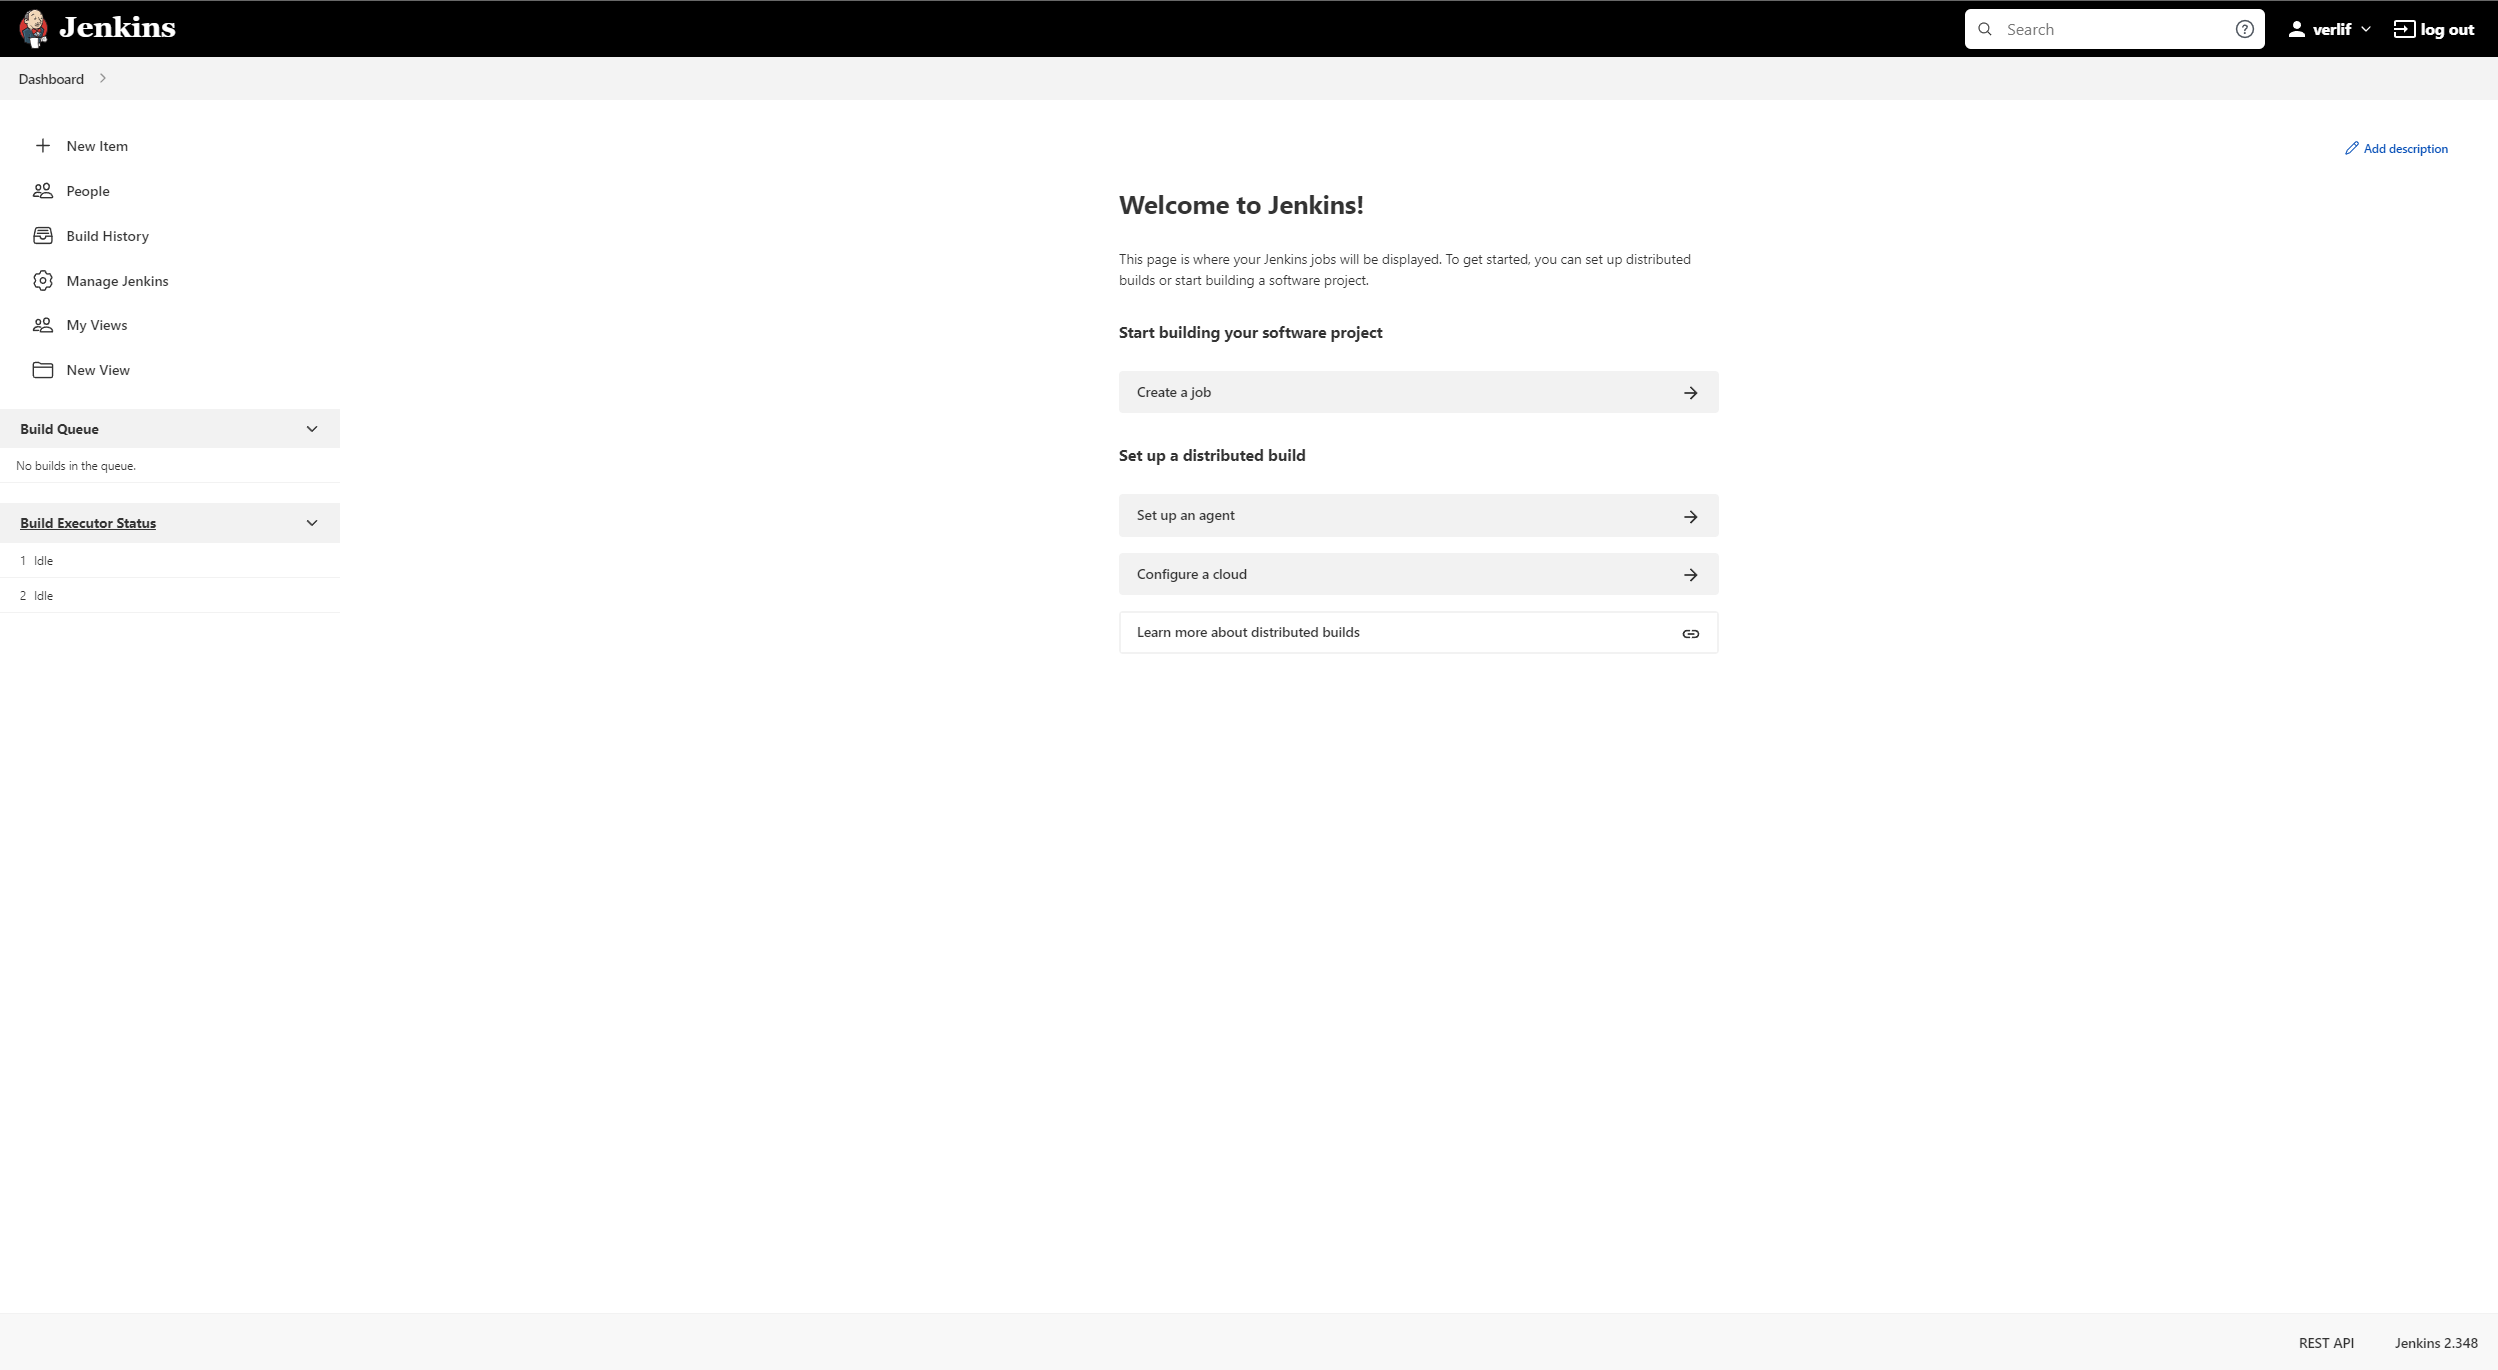 Jenkins
Search
verlif
log out
Dashboard
New Item
People
Build History
Manage Jenkins
My Views
New View
Build Queue
No builds in the queue.
Build Executor Status
1 Idle
2 Idle
Add description
Welcome to Jenkins!
This page is where your Jenkins jobs will be displayed. To get started, you can set up distributed
builds or start building a software project.
Start building your software project
Create a job
Set up a distributed build
Set up an agent
Configure a cloud
Learn more about distributed builds
REST API
Jenkins 2.348